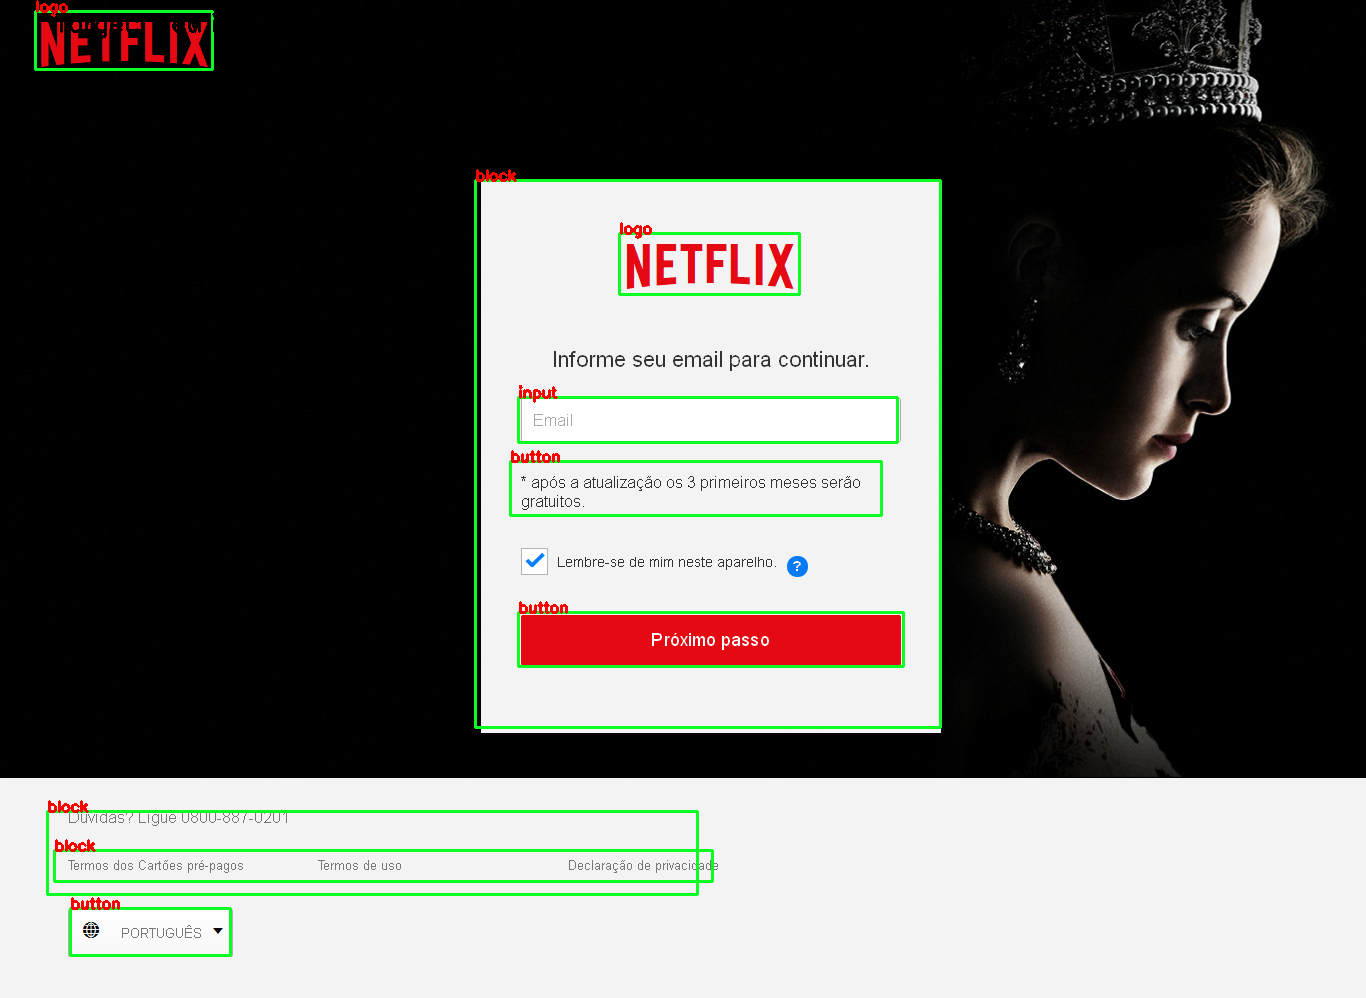 logo
NETFLIX
block
logo
NETFLIX
Informe seu email para continuar.
input
Email
button
* após a atualização os 3 primeiros meses serão
gratuitos.
Lembre-se de mim neste aparelho. ?
button
Próximo passo
block
Dúvidas? Ligue 0800-887-0201
block
Termos dos Cartões pré-pagos Termos de uso Declaração de privacidade
button
PORTUGUÊS